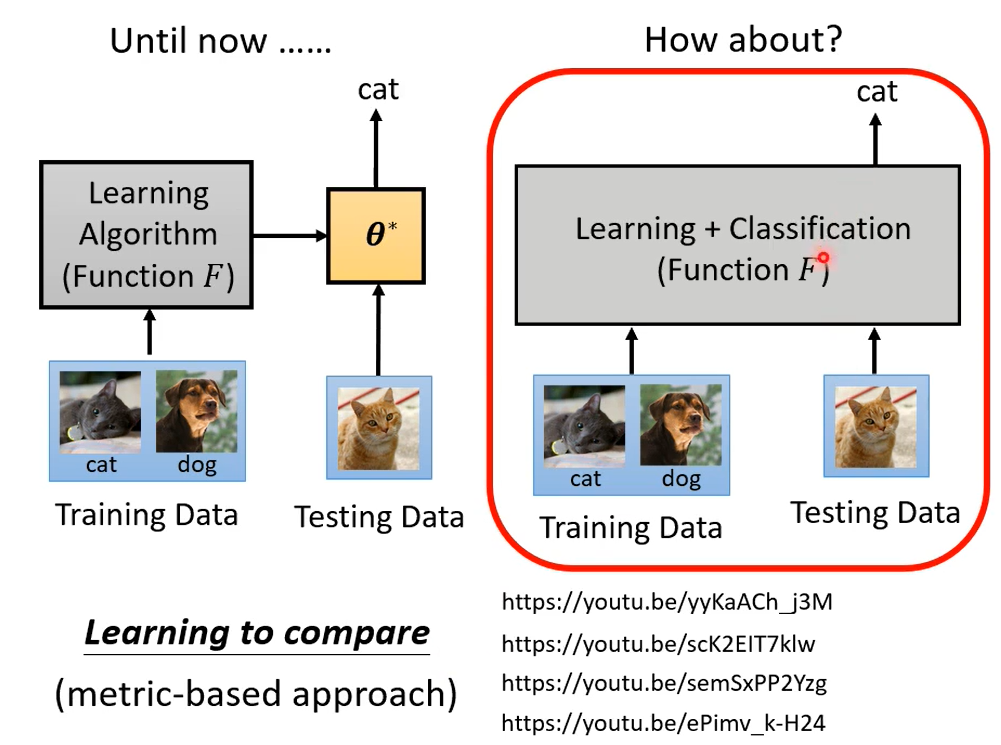 Until now ……
How about?
cat
Learning
Algorithm
(Function F)
θ*
cat
dog
Training Data
Testing Data
cat
Learning + Classification
(Function F)
cat
dog
Training Data
Testing Data
Learning to compare
(metric-based approach)
https://youtu.be/yyKaACh_j3M
https://youtu.be/scK2EIT7klw
https://youtu.be/semSxPP2Yzg
https://youtu.be/ePimv_k-H24